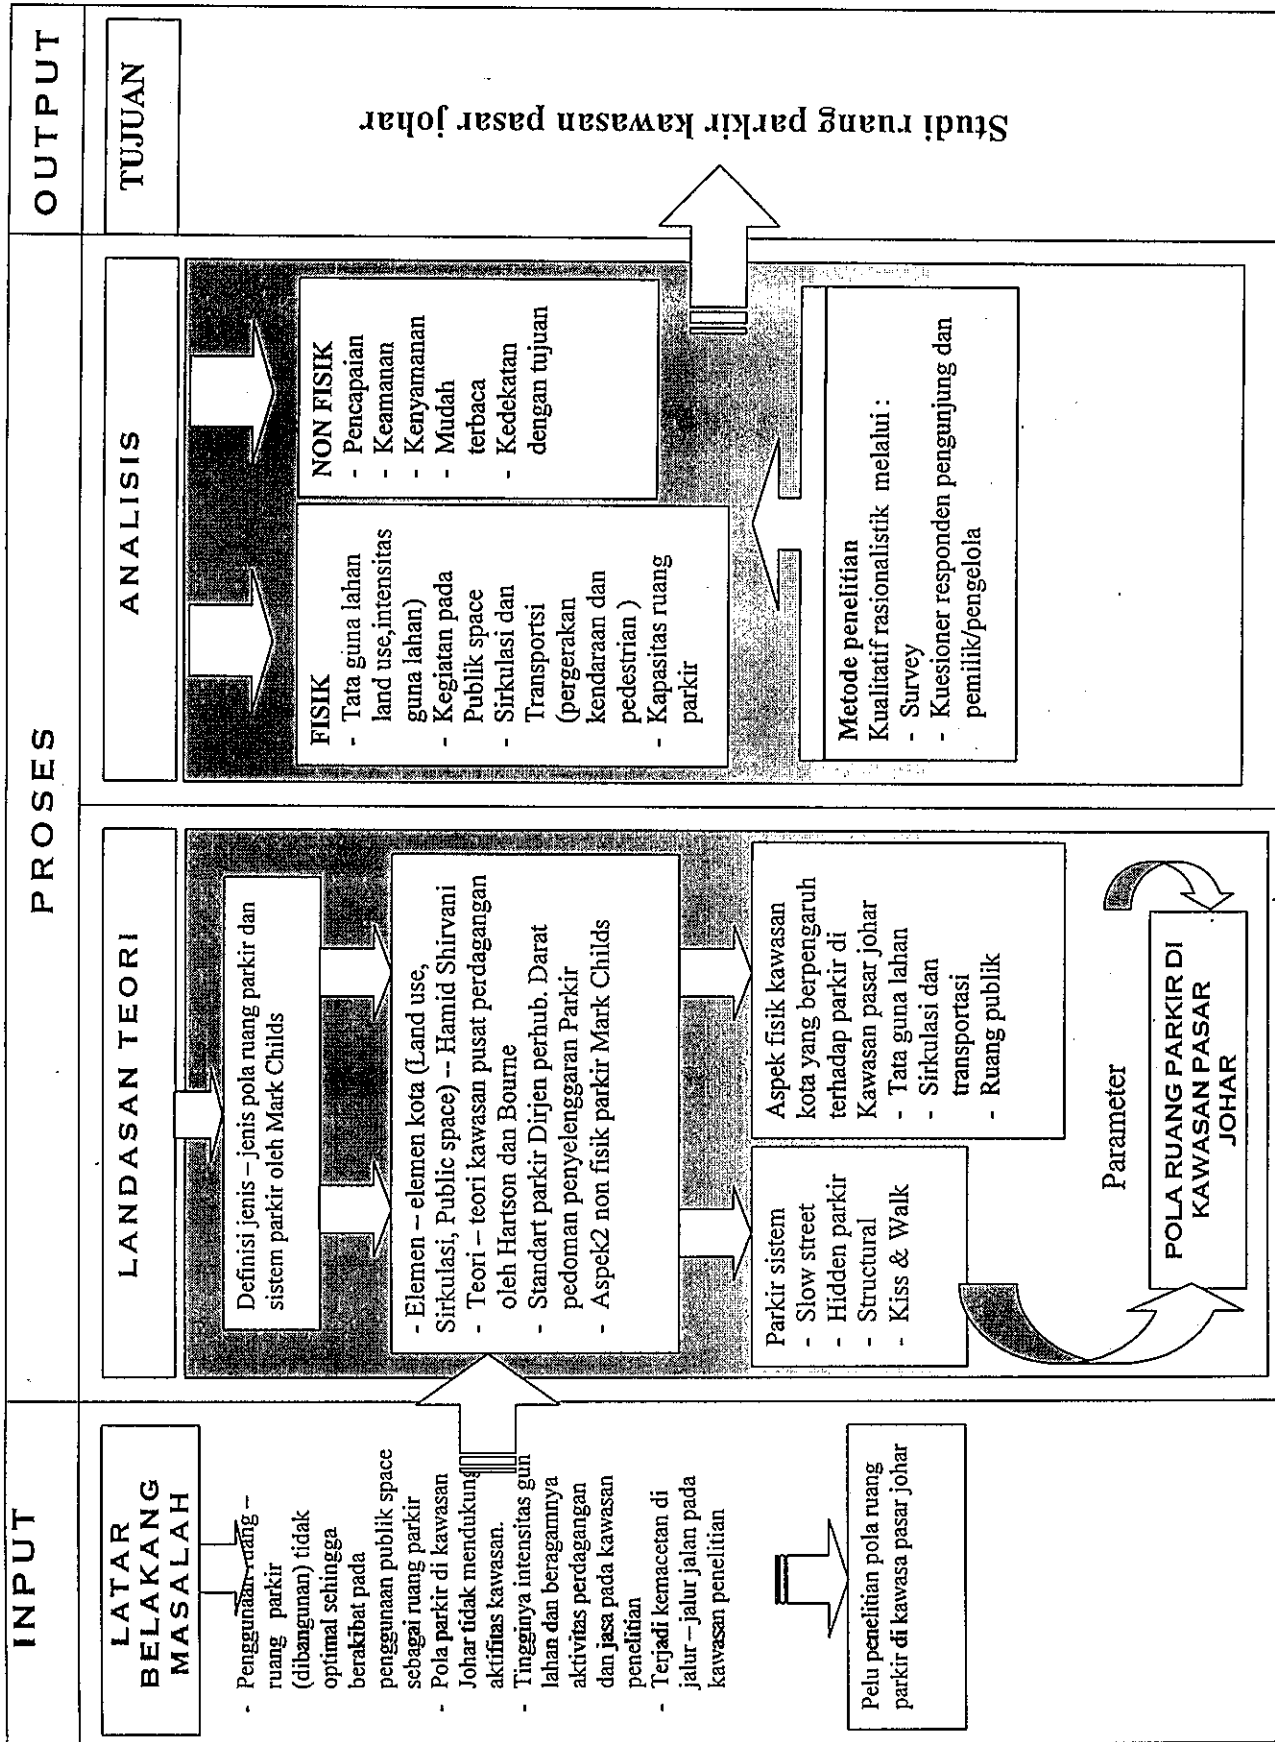 INPUT
PROSES
OUTPUT
LATAR
BELAKANG
MASALAH
- Penggunaan ruang –
ruang parkir
(dibangunan) tidak
optimal sehingga
berakibat pada
penggunaan publik space
sebagai ruang parkir
- Pola parkir di kawasan
Johar tidak mendukung
aktifitas kawasan.
- Tingginya intensitas gun
lahan dan beragamnya
aktivitas perdagangan
dan jasa pada kawasan
penelitian
- Terjadi kemacetan di
jalur – jalur jalan pada
kawasan penelitian
Pelu penelitian pola ruang
parkir di kawasa pasar johar
LANDASAN TEORI
Definisi jenis – jenis pola ruang parkir dan
sistem parkir oleh Mark Childs
- Elemen – elemen kota (Land use,
Sirkulasi, Public space) -- Hamid Shirvani
- Teori – teori kawasan pusat perdagangan
oleh Hartson dan Bourne
- Standart parkir Dirjen perhub. Darat
pedoman penyelenggaran Parkir
- Aspek2 non fisik parkir Mark Childs
Parkir sistem
- Slow street
- Hidden parkir
- Structural
- Kiss & Walk
Aspek fisik kawasan
kota yang berpengaruh
terhadap parkir di
Kawasan pasar johar
- Tata guna lahan
- Sirkulasi dan
transportasi
- Ruang publik
Parameter
POLA RUANG PARKIR DI
KAWASAN PASAR
JOHAR
ANALISIS
FISIK
- Tata guna lahan
land use,intensitas
guna lahan)
- Kegiatan pada
Publik space
- Sirkulasi dan
Transportsi
(pergerakan
kendaraan dan
pedestrian )
- Kapasitas ruang
parkir
NON FISIK
- Pencapaian
- Keamanan
- Kenyamanan
- Mudah
terbaca
- Kedekatan
dengan tujuan
Metode penelitian
Kualitatif rasionalistik melalui :
- Survey
- Kuesioner responden pengunjung dan
pemilik/pengelola
TUJUAN
Studi ruang parkir kawasan pasar johar